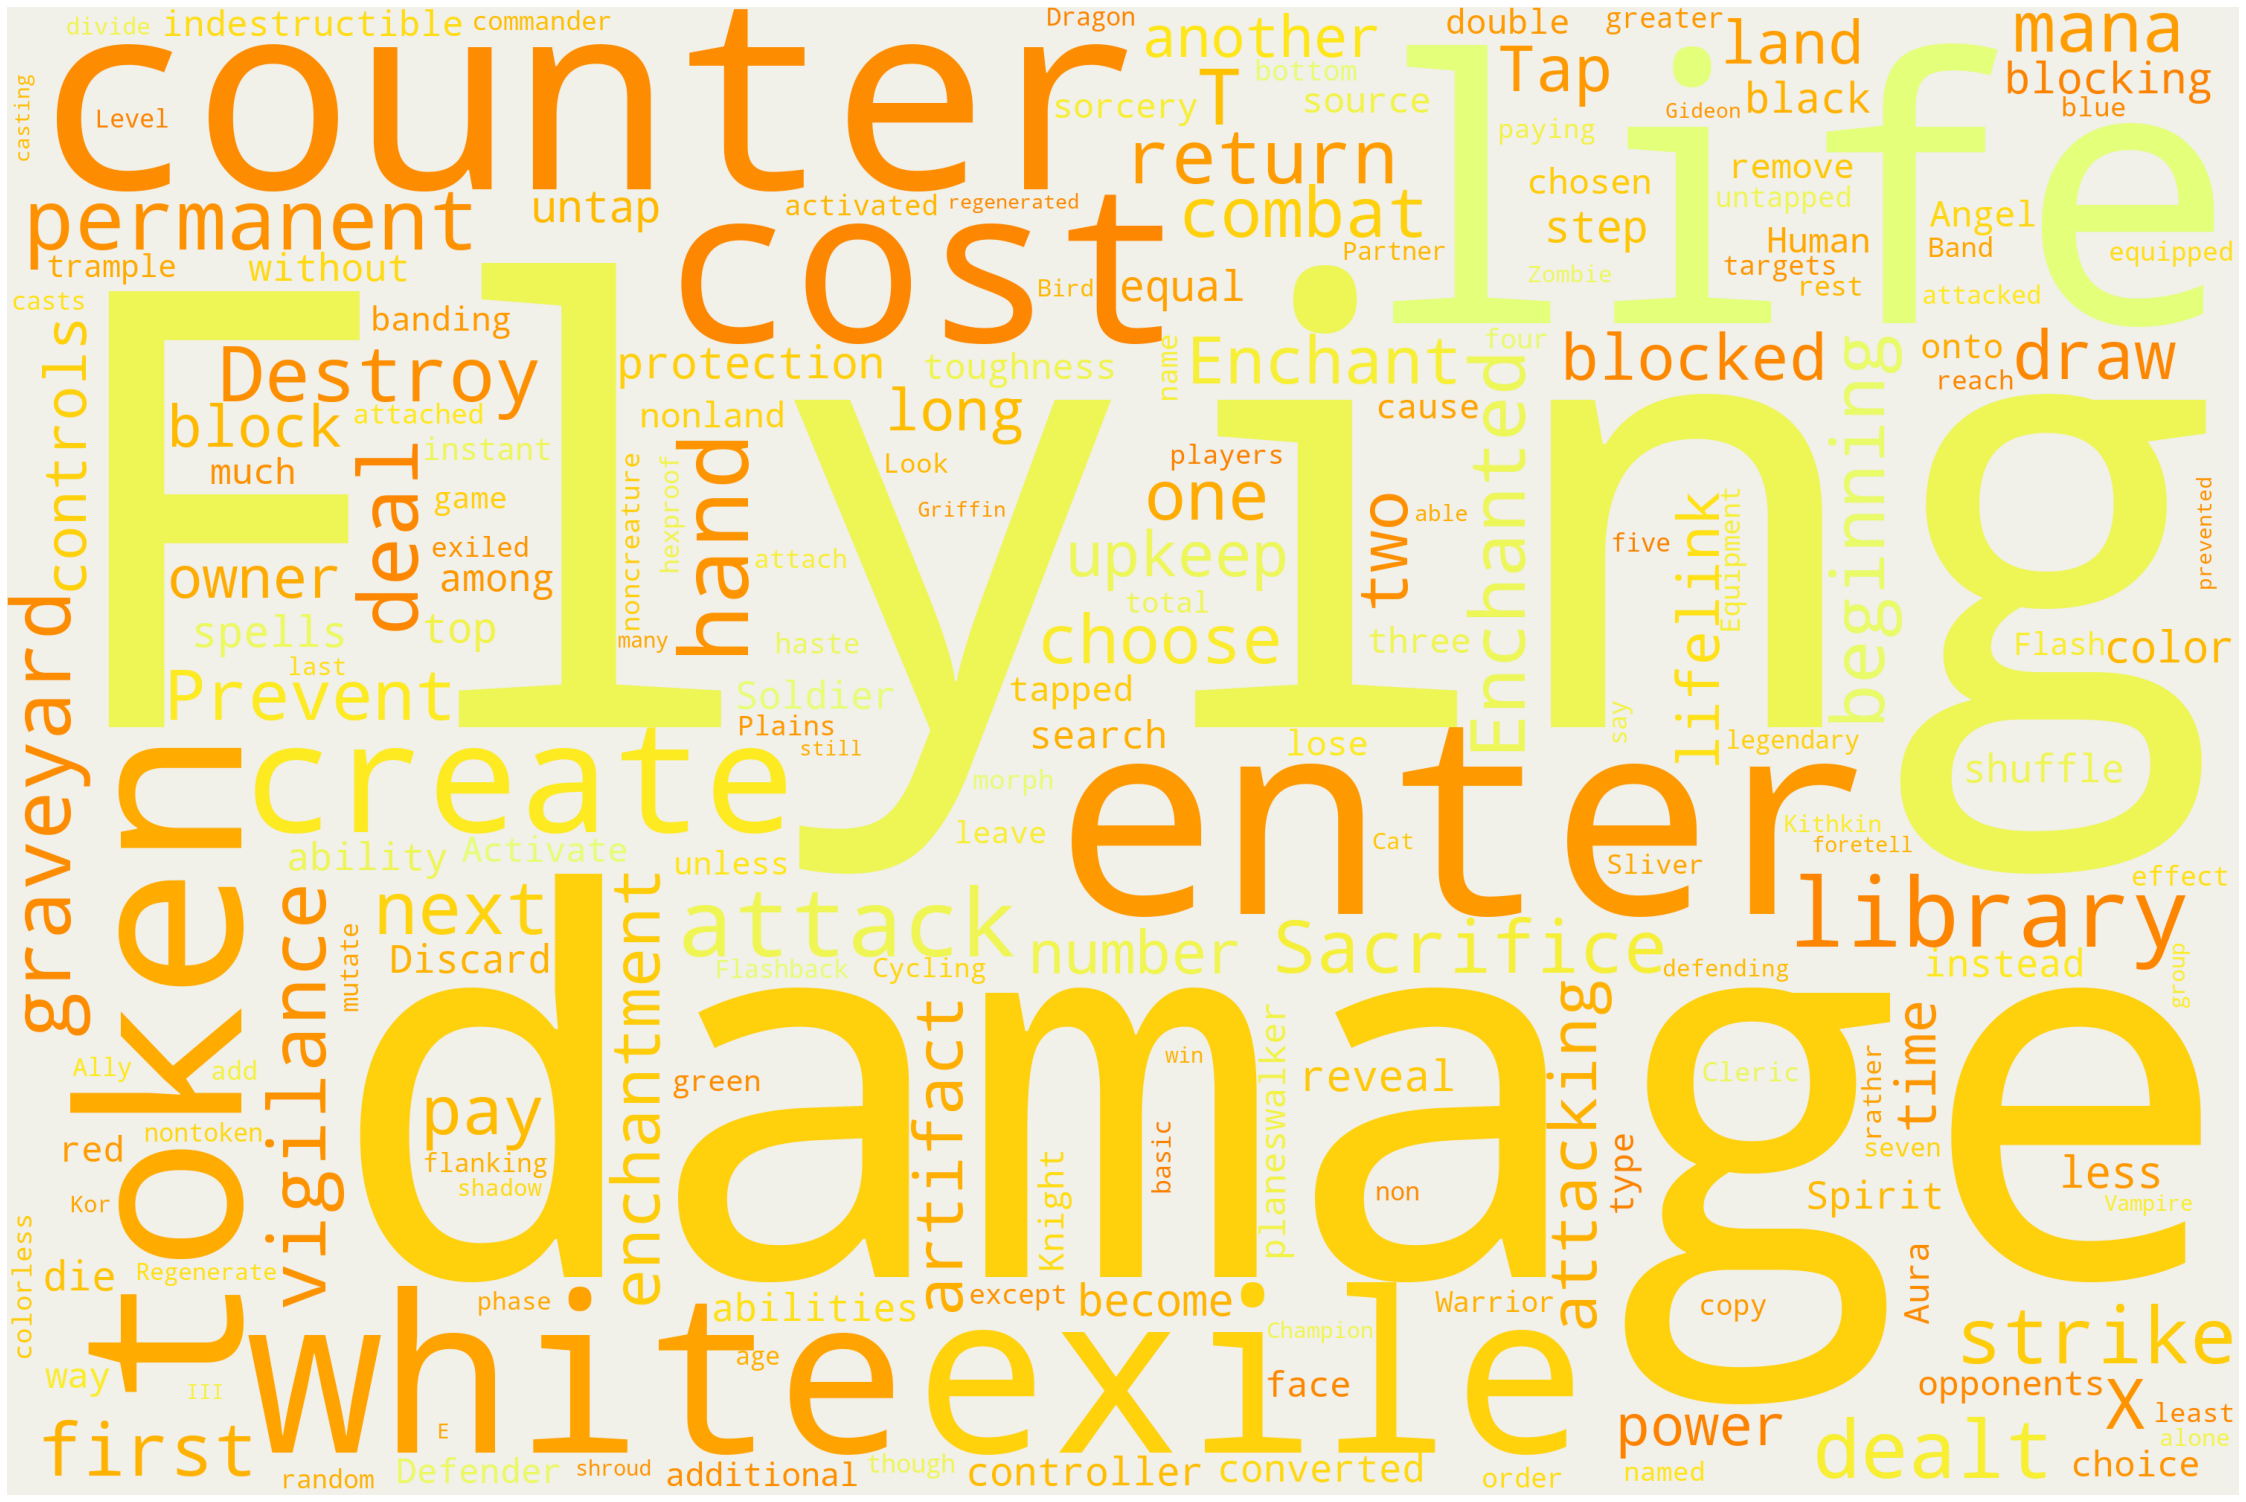 divide
indestructible
commander
Dragon
another
double
greater
land
mana
counter
life
Tap
T
bottom
source
sorcery
black
blocking
blue
Gideon
casting
Level
paying
return
remove
chosen
untapped
permanent
untap
activated
regenerated
combat
step
Angel
Human
Band
equipped
cost
Partner
targets
trample
without
Zombie
rest
attacked
Bird
equal
casts
banding
four
Enchant
blocked
onto
draw
controls
Flying
Destroy
protection
toughness
name
reach
block
attached
nonland
long
cause
Enchanted
beginning
much
deal
instant
hand
Look
players
one
two
able
game
noncreature
hexproof
Griffin
lifelink
Equipment
five
prevented
owner
exiled
among
attach
upkeep
graveyard
spells
top
many
haste
total
choose
three
Flash
color
last
Prevent
Soldier
tapped
say
Plains
still
search
lose
legendary
token
create
morph
enter
shuffle
leave
Cat
Kithkin
foretell
ability
Activate
unless
Sliver
effect
vigilance
next
enchantment
attack
number
Sacrifice
library
mutate
Discard
Flashback
Cycling
defending
instead
group
damage
artifact
attacking
time
Ally
add
green
win
planeswalker
reveal
Cleric
rather
pay
red
nontoken
flanking
shadow
Knight
basic
non
type
seven
less
Spirit
Vampire
Kor
colorless
die
Regenerate
phase
abilities
except
become
Warrior
copy
Aura
strike
white
exile
Champion
way
III
age
face
opponents
X
least
first
E
power
dealt
alone
random
Defender
shroud
additional
though
controller
converted
order
named
choice